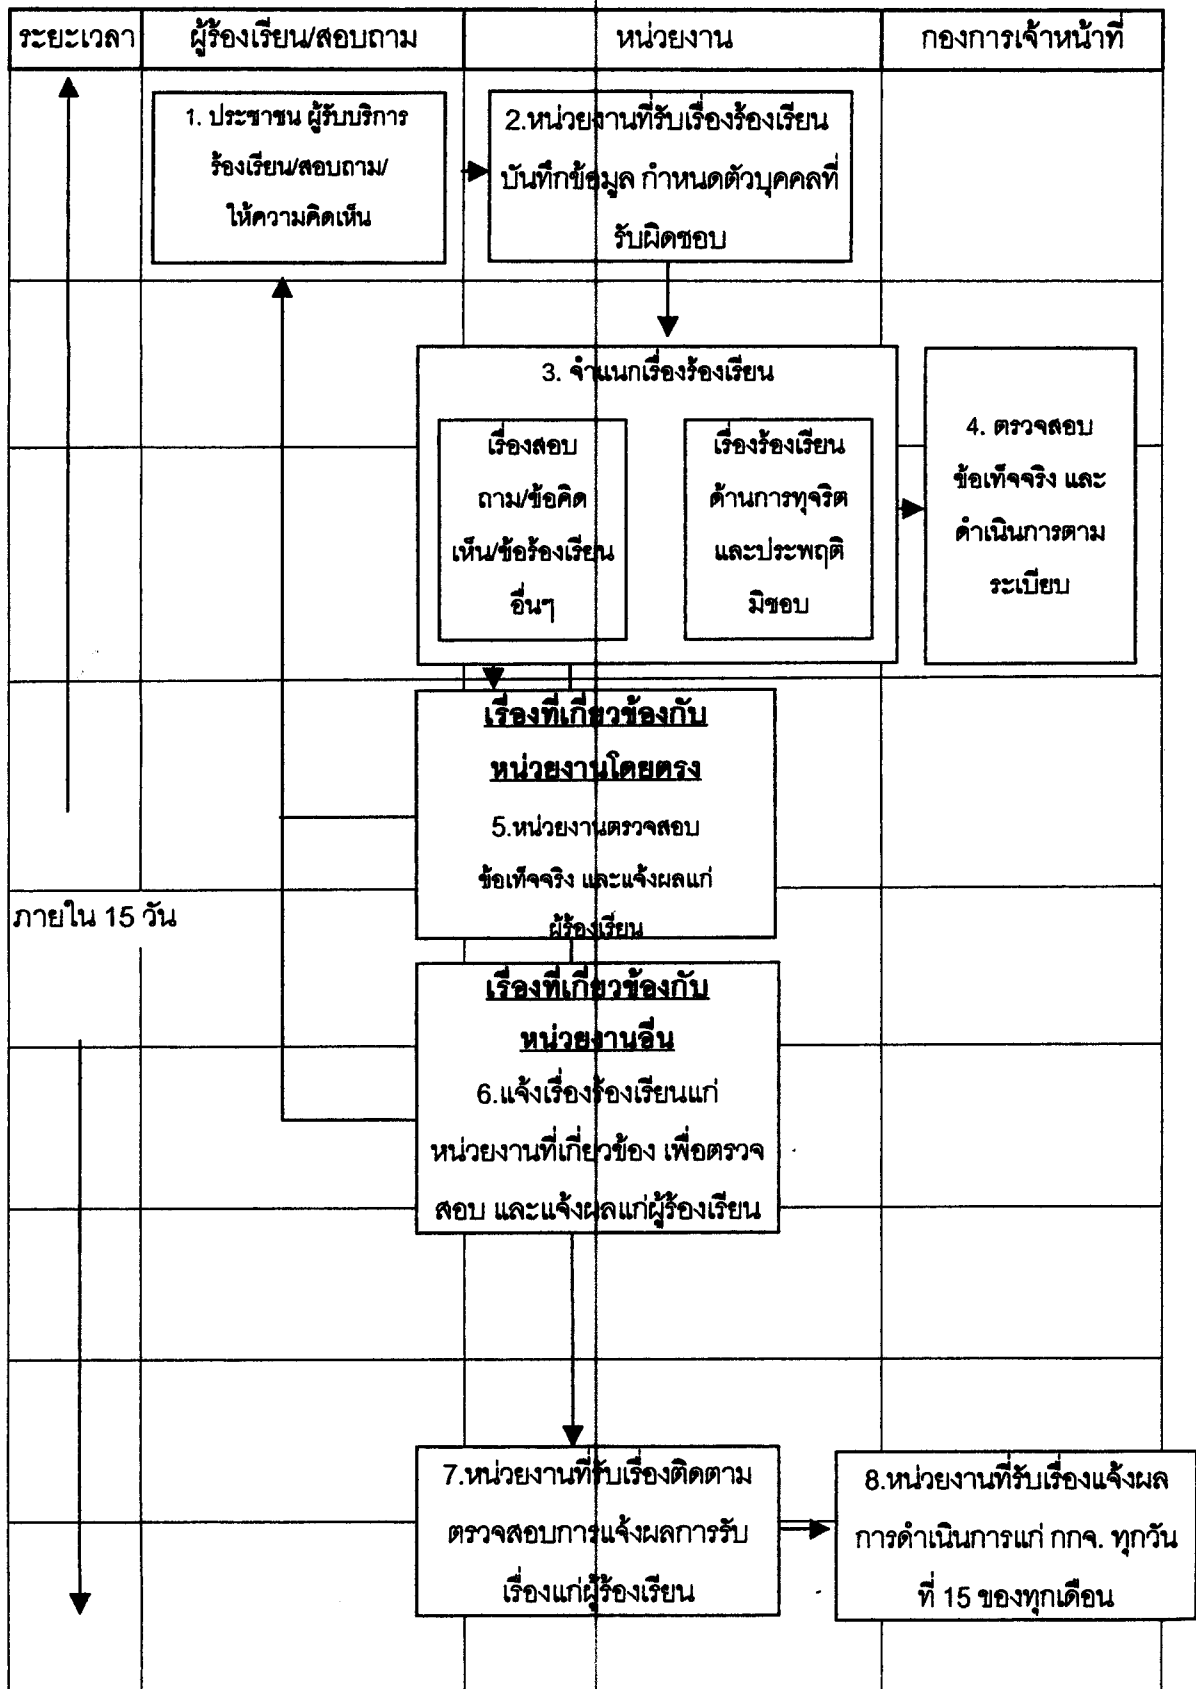 ระยะเวลา
ผู้ร้องเรียน/สอบถาม
หน่วยงาน
กองการเจ้าหน้าที่
1. ประชาชน ผู้รับบริการ
ร้องเรียน/สอบถาม/
ให้ความคิดเห็น
2.หน่วยงานที่รับเรื่องร้องเรียน
บันทึกข้อมูล กำหนดตัวบุคคลที่
รับผิดชอบ
3. จำแนกเรื่องร้องเรียน
เรื่องสอบ
ถาม/ข้อคิด
เห็น/ข้อร้องเรียน
อื่นๆ
เรื่องร้องเรียน
ด้านการทุจริต
และประพฤติ
มิชอบ
4. ตรวจสอบ
ข้อเท็จจริง และ
ดำเนินการตาม
ระเบียบ
เรื่องที่เกี่ยวข้องกับ
หน่วยงานโดยตรง
5.หน่วยงานตรวจสอบ
ข้อเท็จจริง และแจ้งผลแก่
ผู้ร้องเรียน
ภายใน 15 วัน
เรื่องที่เกี่ยวข้องกับ
หน่วยงานอื่น
6.แจ้งเรื่องร้องเรียนแก่
หน่วยงานที่เกี่ยวข้อง เพื่อตรวจ
สอบ และแจ้งผลแก่ผู้ร้องเรียน
7.หน่วยงานที่รับเรื่องติดตาม
ตรวจสอบการแจ้งผลการรับ
เรื่องแก่ผู้ร้องเรียน
8.หน่วยงานที่รับเรื่องแจ้งผล
การดำเนินการแก่ กกจ. ทุกวัน
ที่ 15 ของทุกเดือน